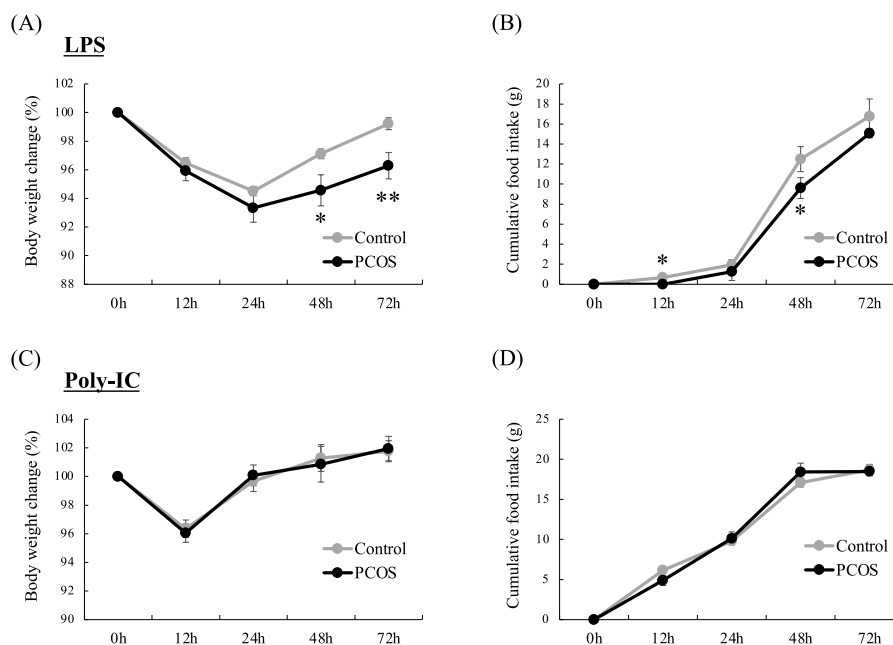 (A)
LPS
Body weight change (%)
102
100
98
96
94
92
90
88
0h 12h 24h 48h 72h
* **
Control
PCOS
(B)
Cumulative food intake (g)
20
18
16
14
12
10
8
6
4
2
0
0h 12h 24h 48h 72h
* *
Control
PCOS
(C)
Poly-IC
Body weight change (%)
104
102
100
98
96
94
92
90
0h 12h 24h 48h 72h
Control
PCOS
(D)
Cumulative food intake (g)
25
20
15
10
5
0
0h 12h 24h 48h 72h
Control
PCOS